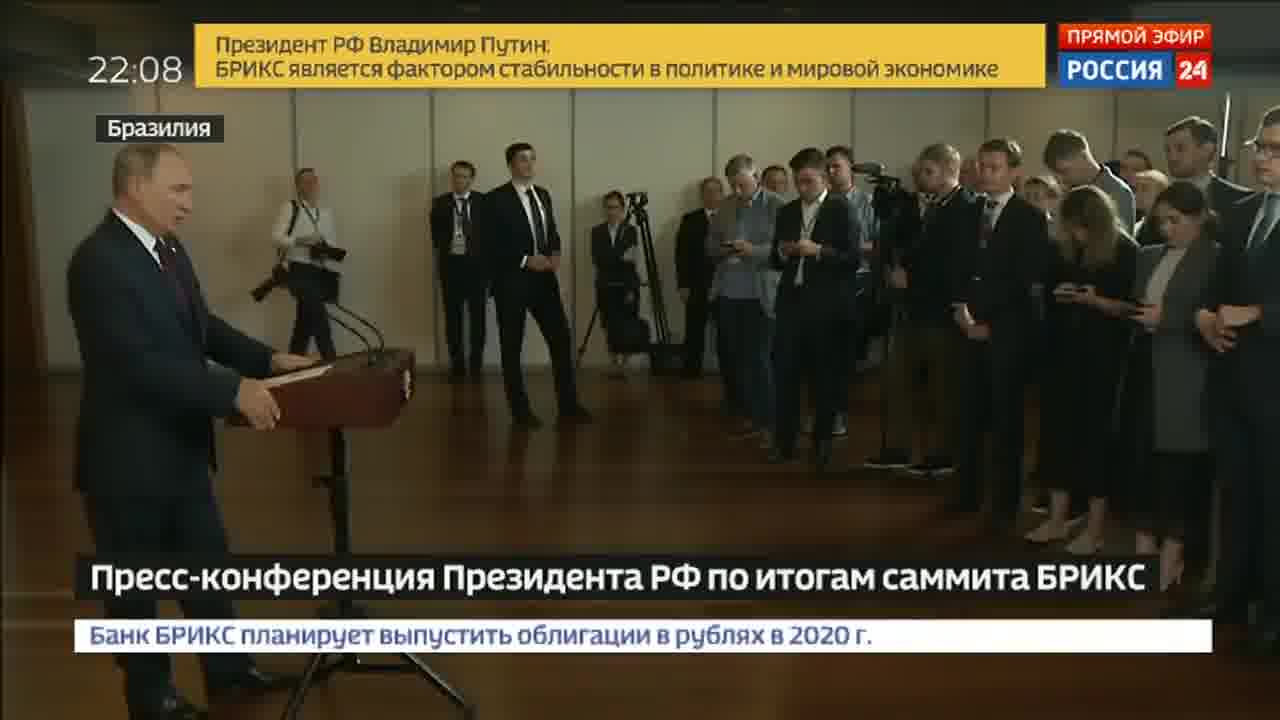 22:08
Президент РФ Владимир Путин:
БРИКС является фактором стабильности в политике и мировой экономике
ПРЯМОЙ ЭФИР
РОССИЯ 24
Бразилия
Пресс-конференция Президента РФ по итогам саммита БРИКС
Банк БРИКС планирует выпустить облигации в рублях в 2020 г.